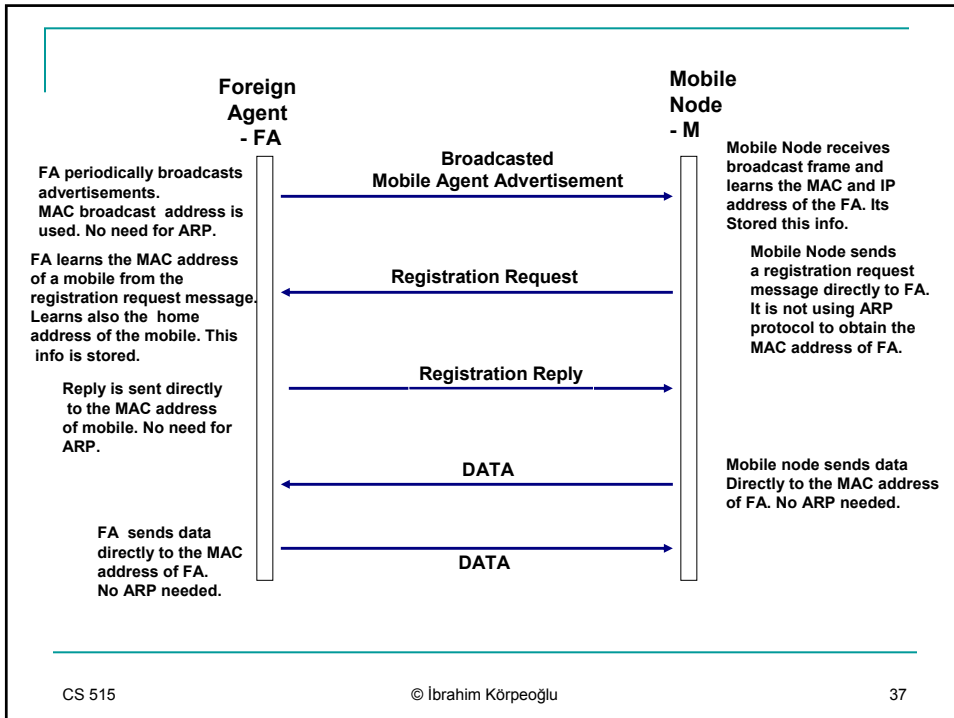 Foreign
Agent
- FA
Mobile
Node
- M
FA periodically broadcasts
advertisements.
MAC broadcast address is
used. No need for ARP.
Broadcasted
Mobile Agent Advertisement
Mobile Node receives
broadcast frame and
learns the MAC and IP
address of the FA. Its
Stored this info.
FA learns the MAC address
of a mobile from the
registration request message.
Learns also the home
address of the mobile. This
info is stored.
Registration Request
Mobile Node sends
a registration request
message directly to FA.
It is not using ARP
protocol to obtain the
MAC address of FA.
Reply is sent directly
to the MAC address
of mobile. No need for
ARP.
Registration Reply
DATA
Mobile node sends data
Directly to the MAC address
of FA. No ARP needed.
FA sends data
directly to the MAC
address of FA.
No ARP needed.
DATA
CS 515
© İbrahim Körpeoğlu
37